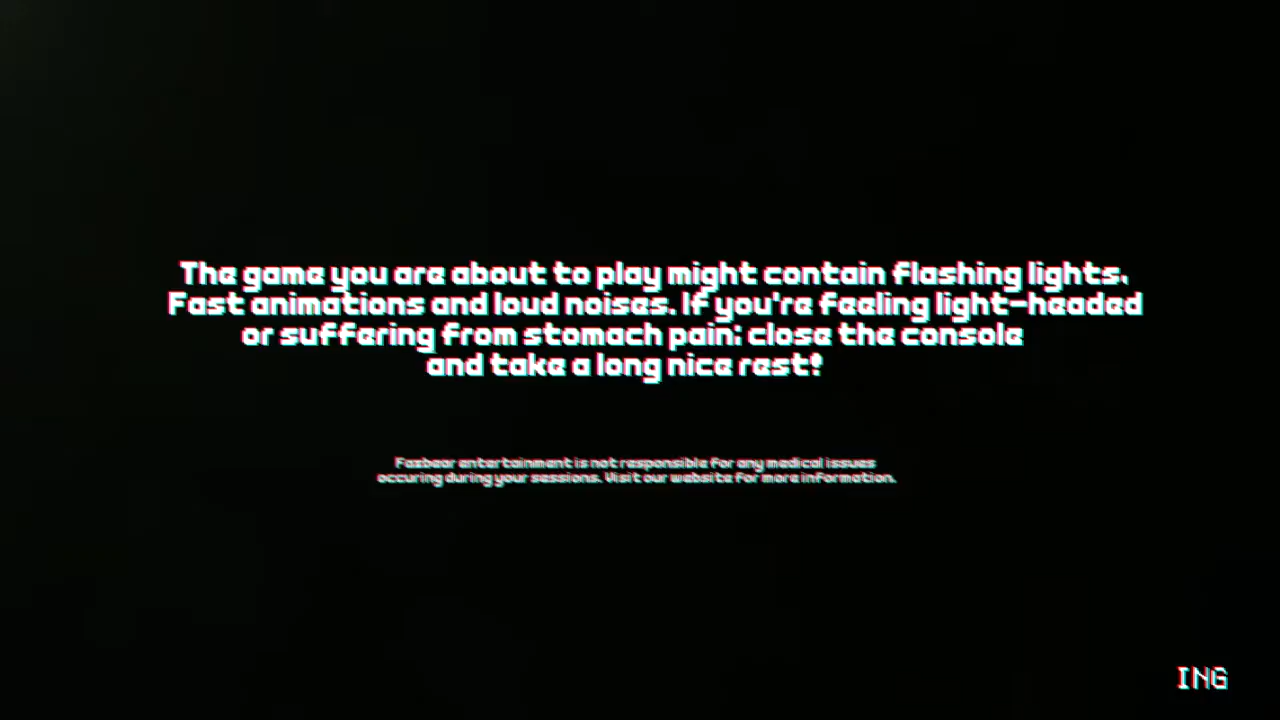 The game you are about to play might contain flashing lights.
Fast animations and loud noises. If you're feeling light-headed
or suffering from stomach pain: close the console
and take a long nice rest!
Fazbear entertainment is not responsible for any medical issues
occuring during your sessions. Visit our website for more information.
ING